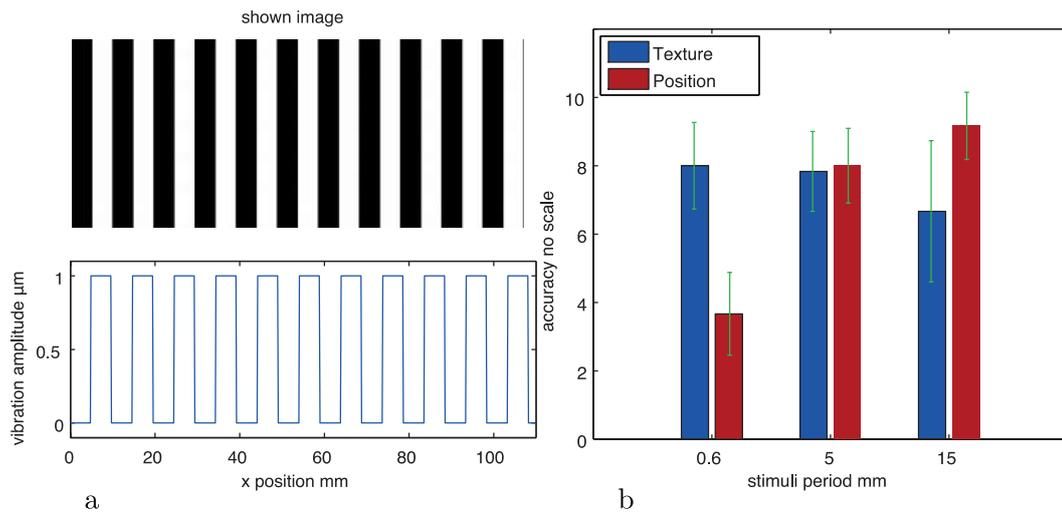 shown image
vibration amplitude µm
1
0.5
0
0 20 40 60 80 100
x position mm
a
Texture
Position
accuracy no scale
10
8
6
4
2
0
0.6 5 15
stimuli period mm
b